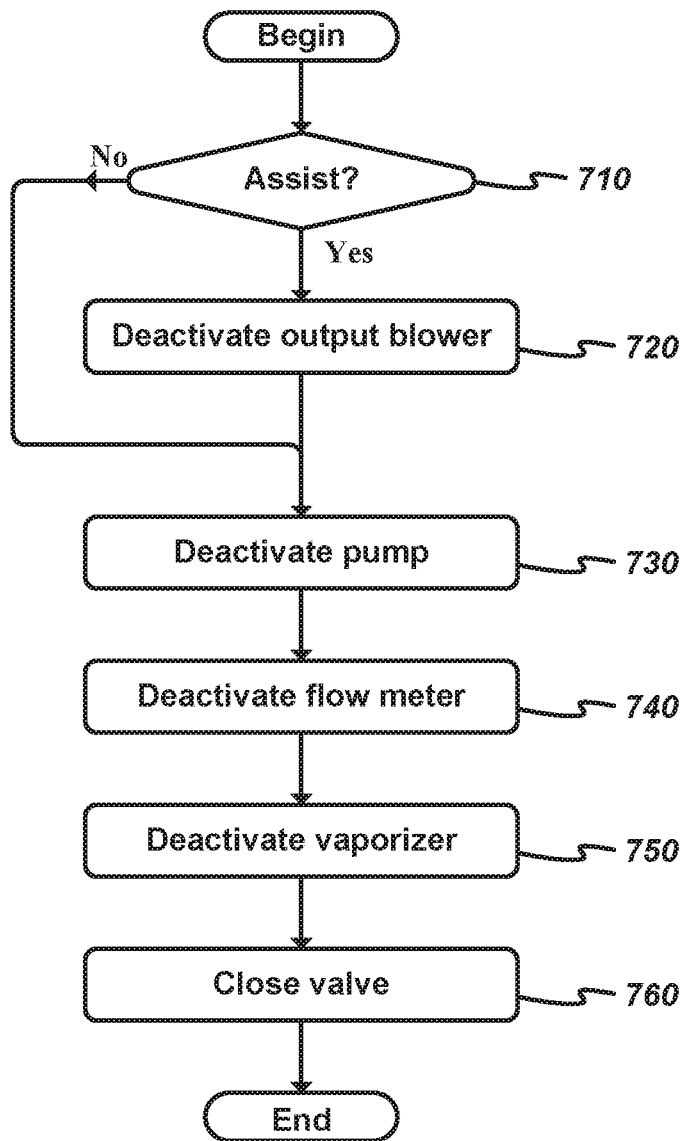 Begin
No
Assist?
710
Yes
Deactivate output blower
720
Deactivate pump
730
Deactivate flow meter
740
Deactivate vaporizer
750
Close valve
760
End